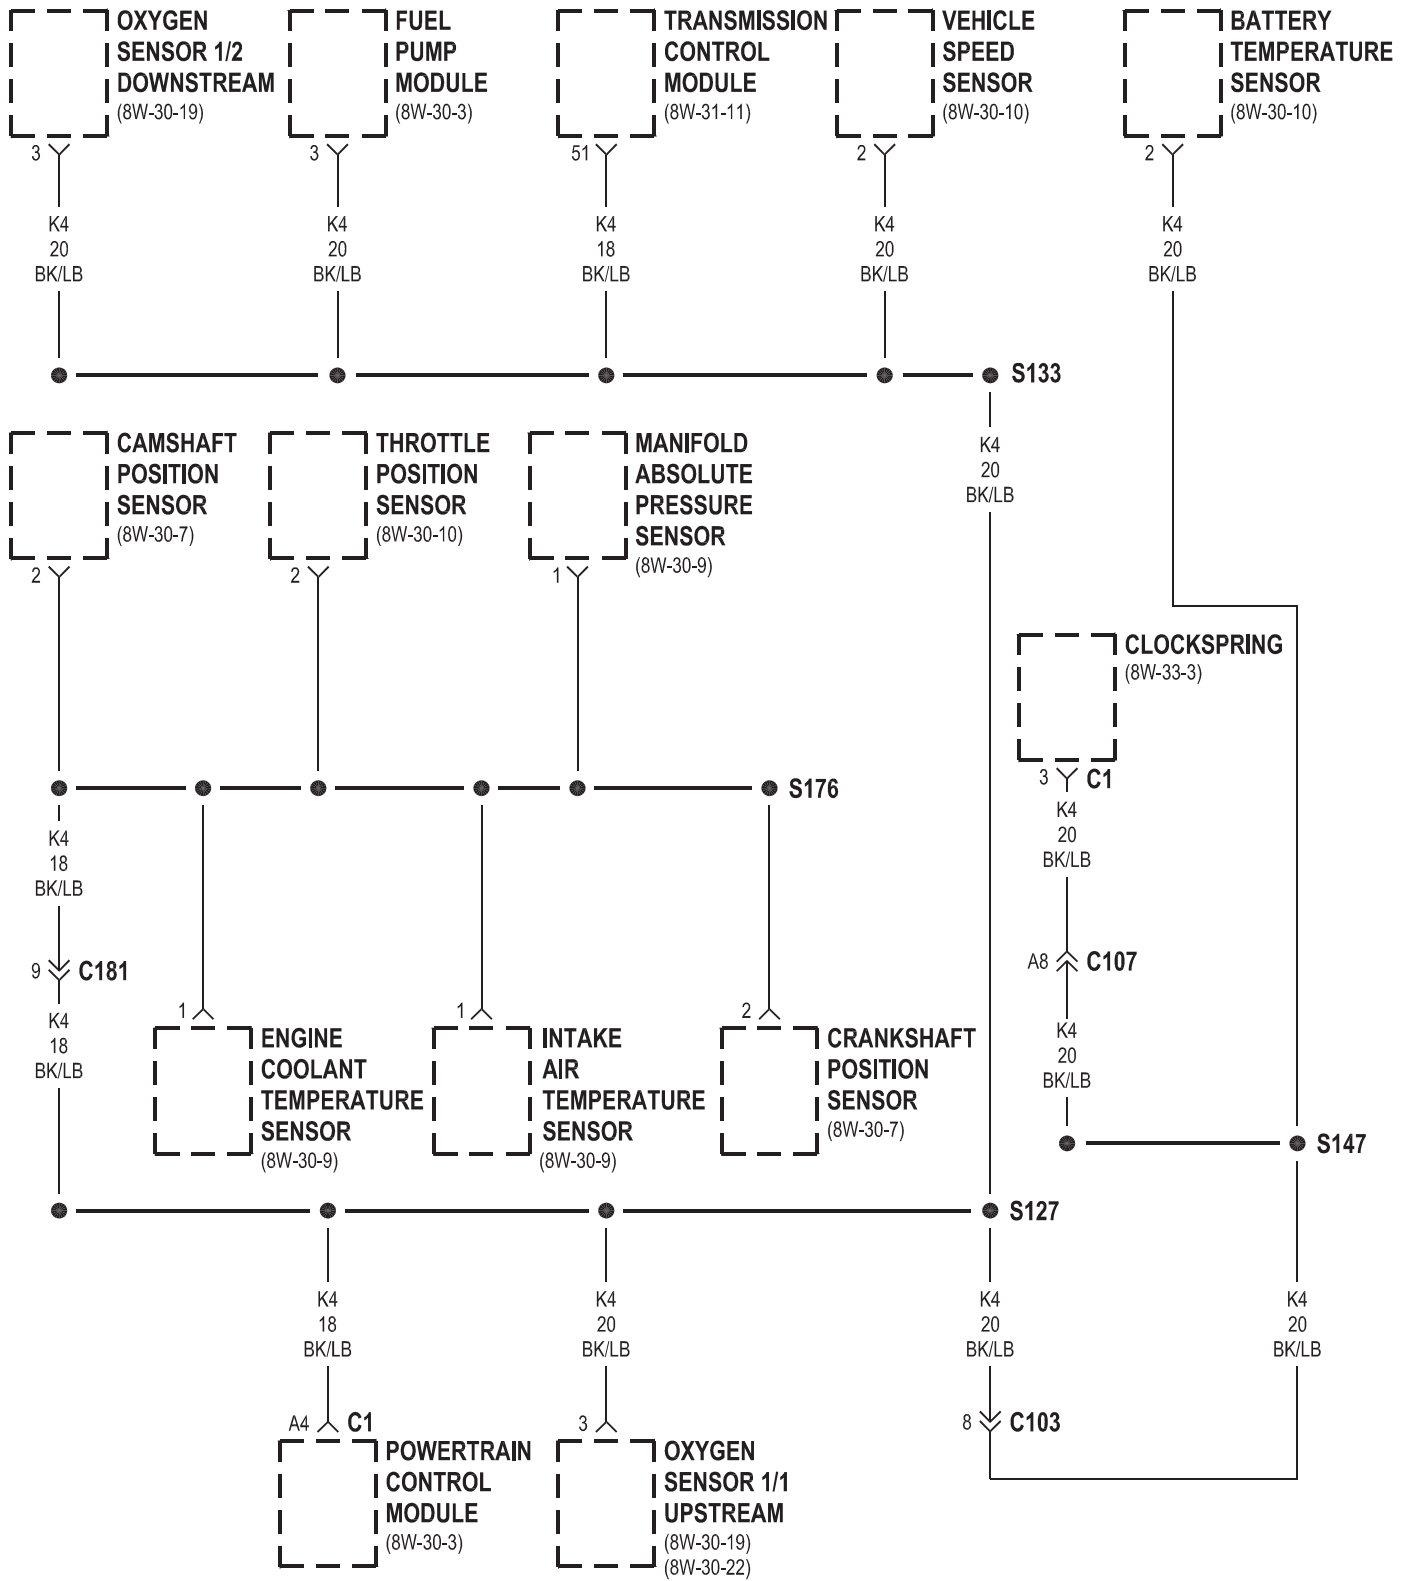 OXYGEN
SENSOR 1/2
DOWNSTREAM
(8W-30-19)
FUEL
PUMP
MODULE
(8W-30-3)
TRANSMISSION
CONTROL
MODULE
(8W-31-11)
VEHICLE
SPEED
SENSOR
(8W-30-10)
BATTERY
TEMPERATURE
SENSOR
(8W-30-10)
3
3
51
2
2
K4
20
BK/LB
K4
20
BK/LB
K4
18
BK/LB
K4
20
BK/LB
K4
20
BK/LB
S133
K4
20
BK/LB
CAMSHAFT
POSITION
SENSOR
(8W-30-7)
THROTTLE
POSITION
SENSOR
(8W-30-10)
MANIFOLD
ABSOLUTE
PRESSURE
SENSOR
(8W-30-9)
2
2
1
CLOCKSPRING
(8W-33-3)
3
C1
K4
20
BK/LB
S176
K4
18
BK/LB
9
C181
K4
18
BK/LB
A8
C107
K4
20
BK/LB
1
ENGINE
COOLANT
TEMPERATURE
SENSOR
(8W-30-9)
1
INTAKE
AIR
TEMPERATURE
SENSOR
(8W-30-9)
2
CRANKSHAFT
POSITION
SENSOR
(8W-30-7)
S147
S127
K4
18
BK/LB
K4
20
BK/LB
K4
20
BK/LB
K4
20
BK/LB
A4
C1
3
8
C103
POWERTRAIN
CONTROL
MODULE
(8W-30-3)
OXYGEN
SENSOR 1/1
UPSTREAM
(8W-30-19)
(8W-30-22)